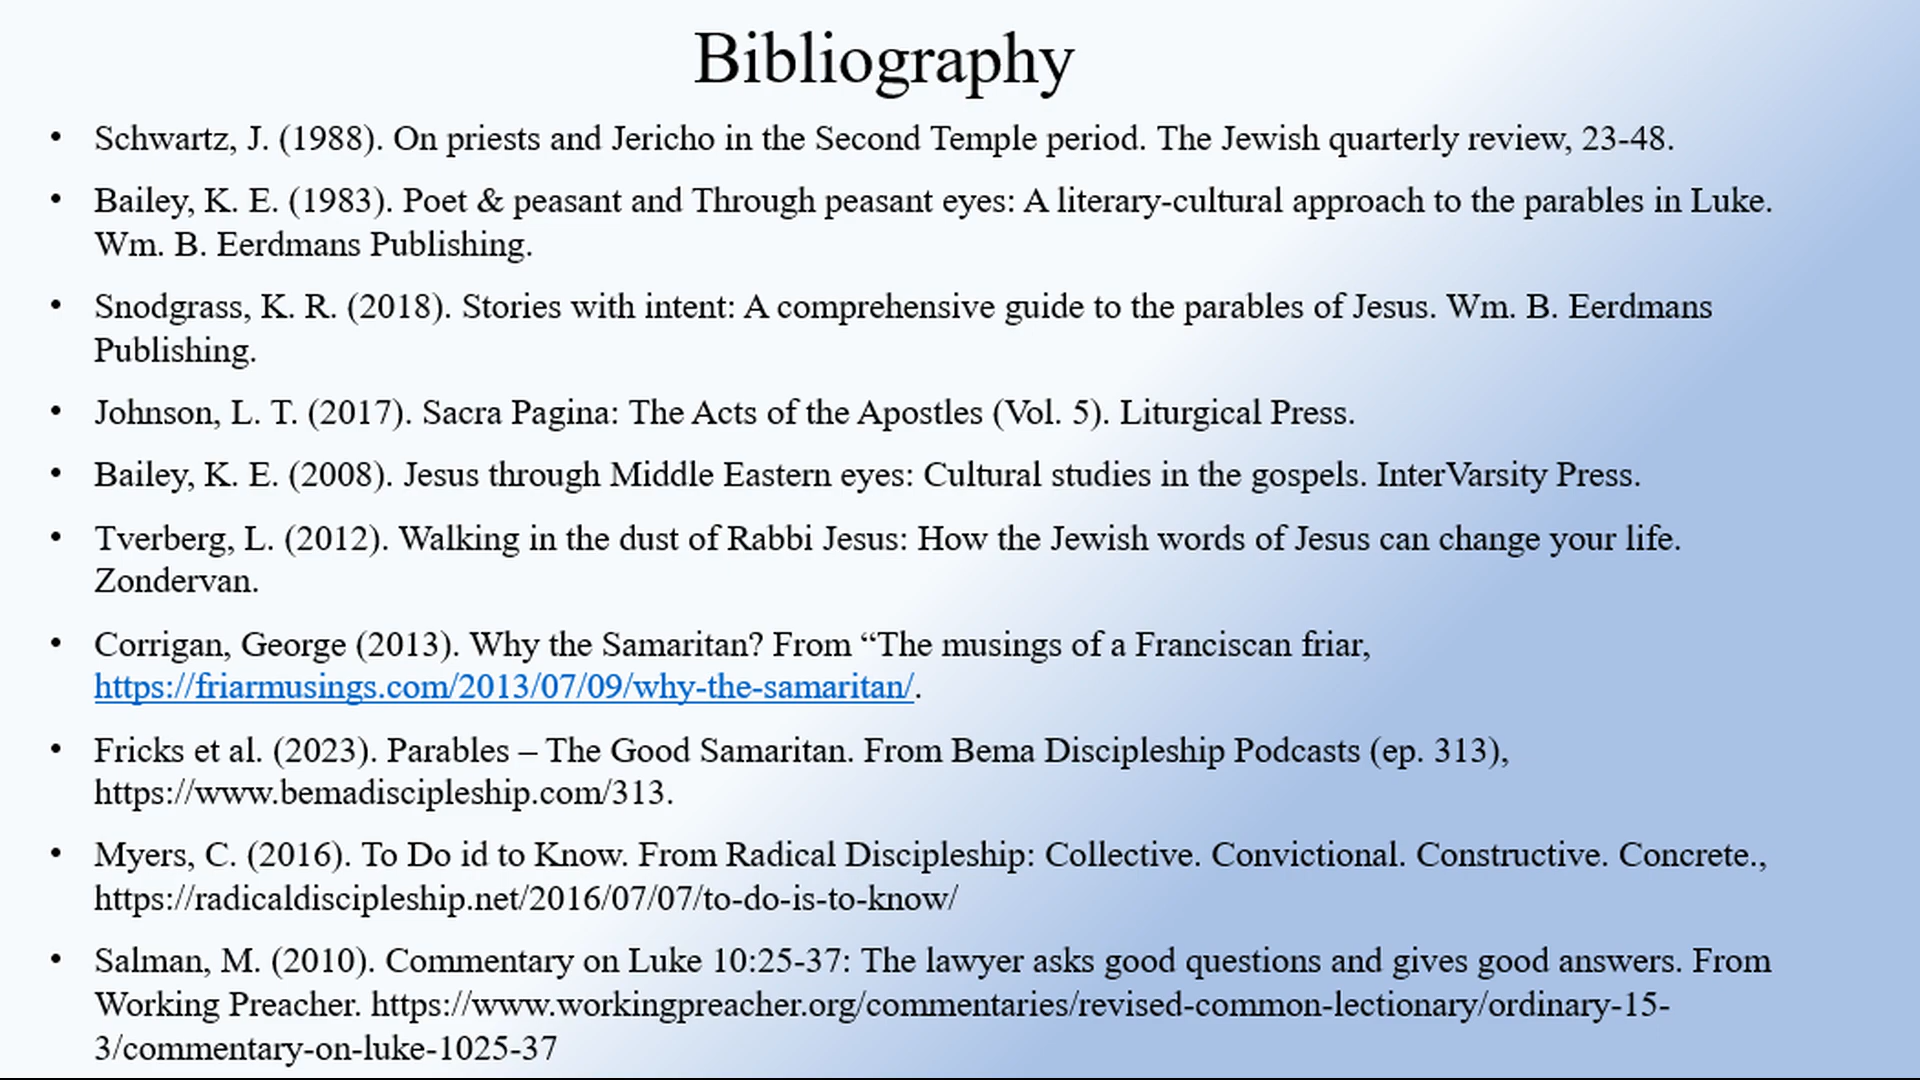 Bibliography
• Schwartz, J. (1988). On priests and Jericho in the Second Temple period. The Jewish quarterly review, 23-48.
• Bailey, K. E. (1983). Poet & peasant and Through peasant eyes: A literary-cultural approach to the parables in Luke.
Wm. B. Eerdmans Publishing.
• Snodgrass, K. R. (2018). Stories with intent: A comprehensive guide to the parables of Jesus. Wm. B. Eerdmans
Publishing.
• Johnson, L. T. (2017). Sacra Pagina: The Acts of the Apostles (Vol. 5). Liturgical Press.
• Bailey, K. E. (2008). Jesus through Middle Eastern eyes: Cultural studies in the gospels. InterVarsity Press.
• Tverberg, L. (2012). Walking in the dust of Rabbi Jesus: How the Jewish words of Jesus can change your life.
Zondervan.
• Corrigan, George (2013). Why the Samaritan? From “The musings of a Franciscan friar,
https://friarmusings.com/2013/07/09/why-the-samaritan/.
• Fricks et al. (2023). Parables – The Good Samaritan. From Bema Discipleship Podcasts (ep. 313),
https://www.bemadiscipleship.com/313.
• Myers, C. (2016). To Do id to Know. From Radical Discipleship: Collective. Convictional. Constructive. Concrete.,
https://radicaldiscipleship.net/2016/07/07/to-do-is-to-know/
• Salman, M. (2010). Commentary on Luke 10:25-37: The lawyer asks good questions and gives good answers. From
Working Preacher. https://www.workingpreacher.org/commentaries/revised-common-lectionary/ordinary-15-
3/commentary-on-luke-1025-37